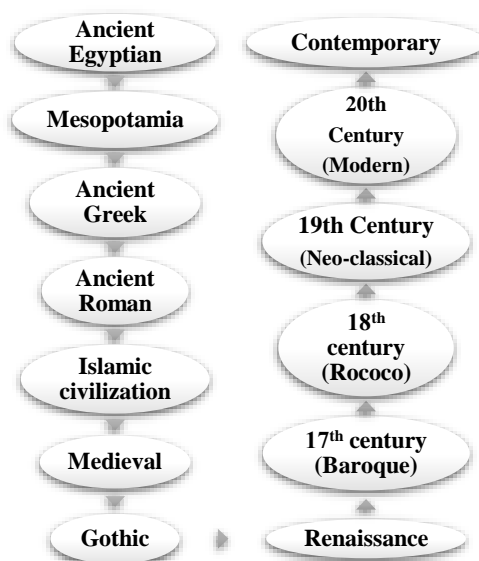 Ancient
Egyptian
Mesopotamia
Ancient
Greek
Ancient
Roman
Islamic
civilization
Medieval
Gothic
Renaissance
17th century
(Baroque)
18th
century
(Rococo)
19th Century
(Neo-classical)
20th
Century
(Modern)
Contemporary